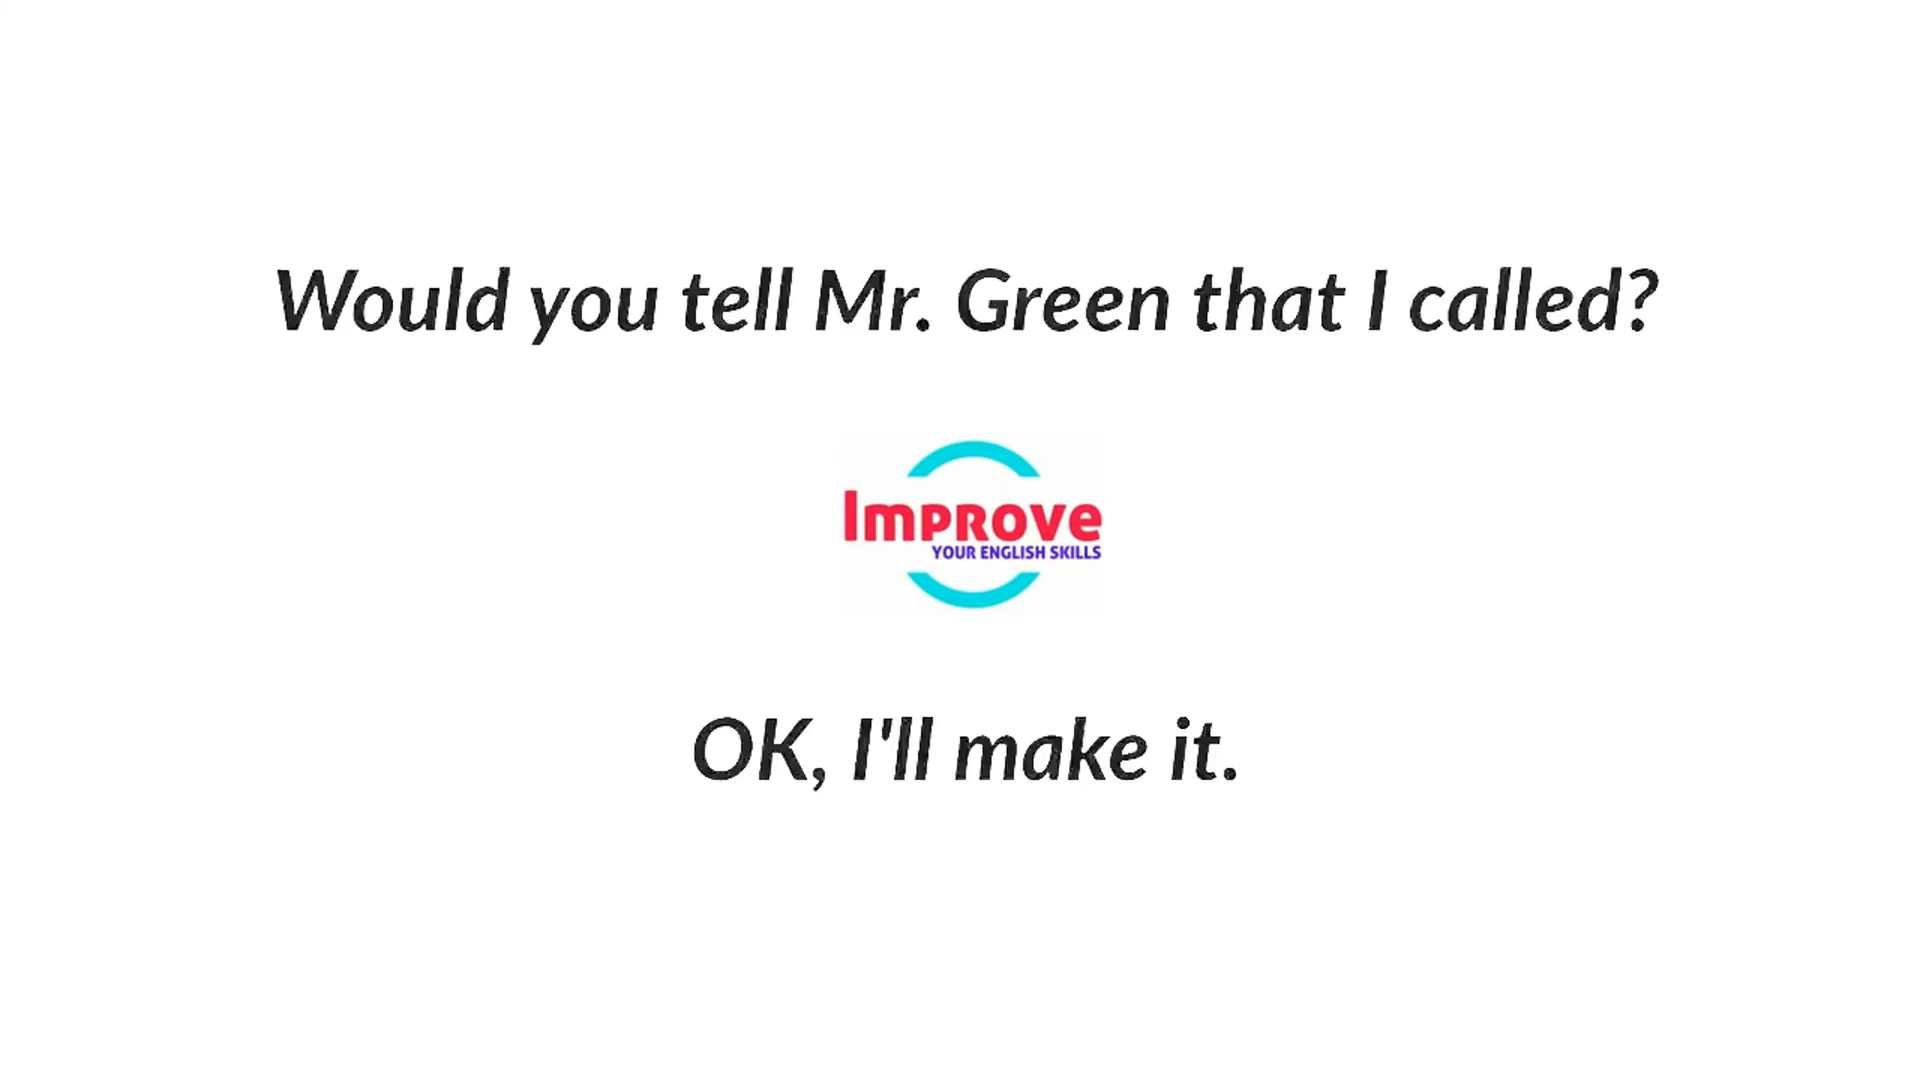 Would you tell Mr. Green that I called?
Improve
YOUR ENGLISH SKILLS
OK, I'll make it.